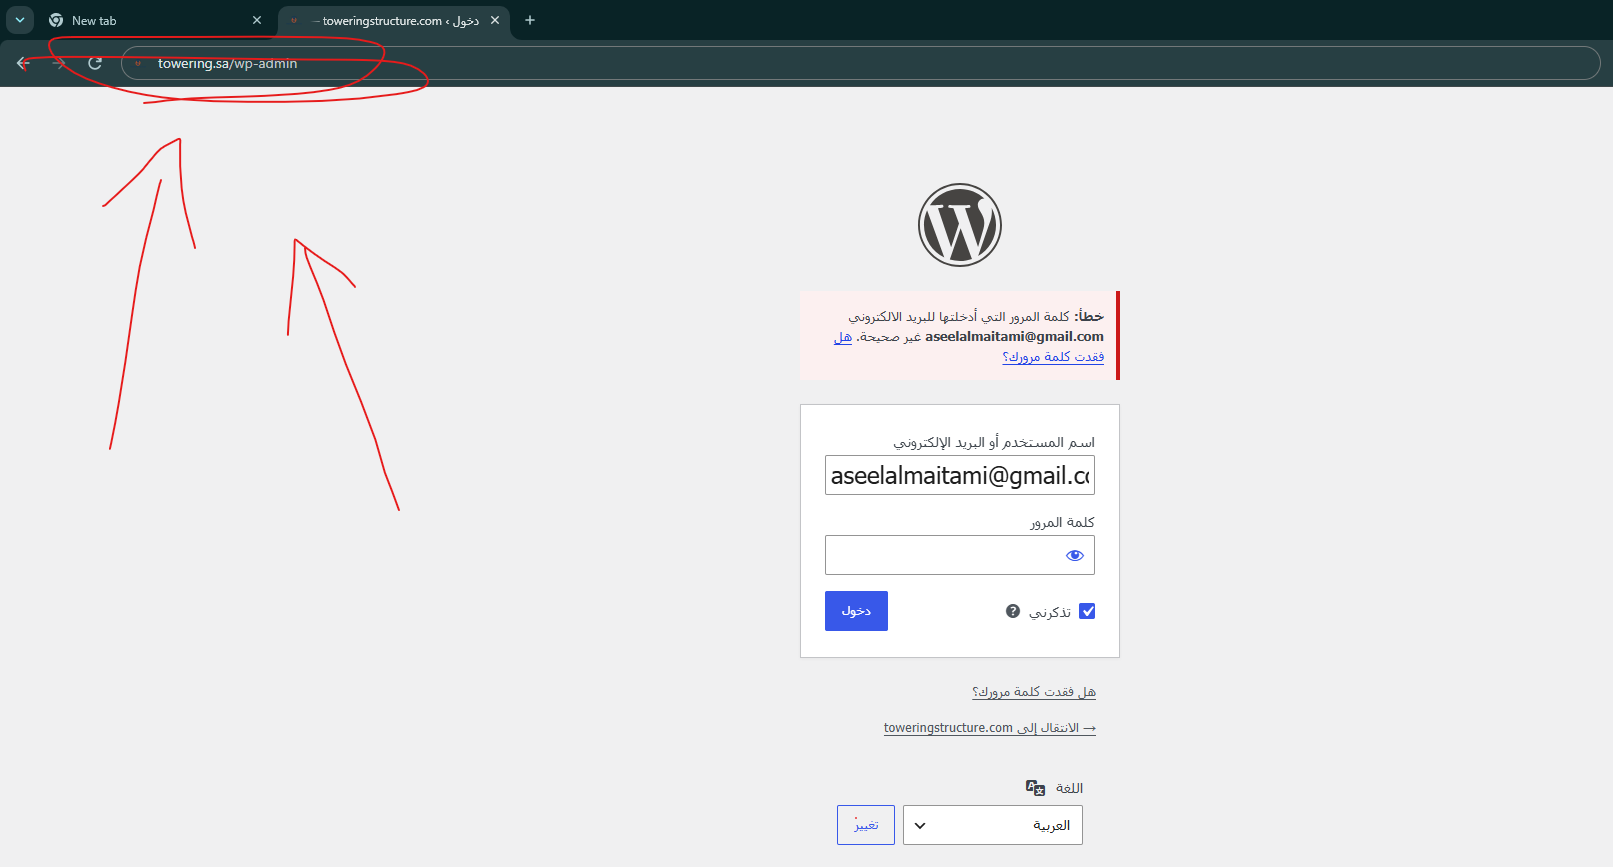 New tab
دخول ‹ toweringstructure.com —
towering.sa/wp-admin
خطأ: كلمة المرور التي أدخلتها للبريد الالكتروني
aseelalmaitami@gmail.com غير صحيحة. هل
فقدت كلمة مرورك؟
اسم المستخدم أو البريد الإلكتروني
aseelalmaitami@gmail.cc
كلمة المرور
تذكرني
دخول
هل فقدت كلمة مرورك؟
→ الانتقال إلى toweringstructure.com
اللغة
العربية
تغيير